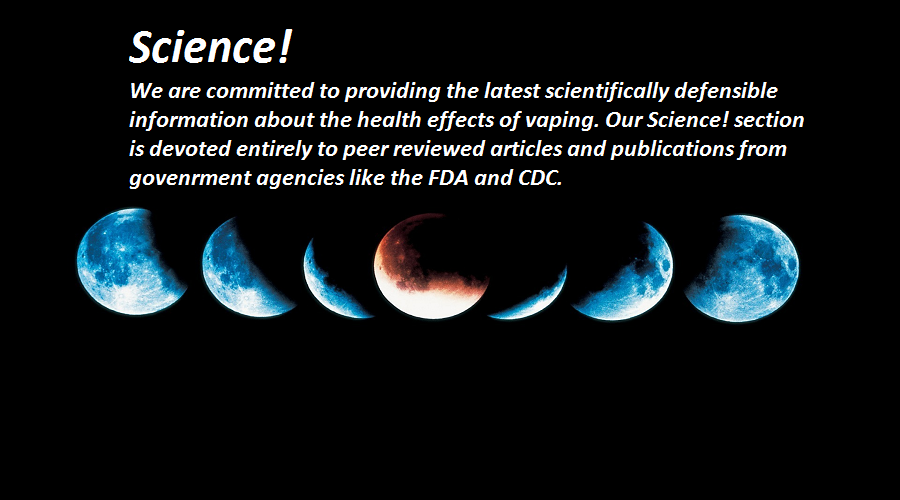 Science!
We are committed to providing the latest scientifically defensible
information about the health effects of vaping. Our Science! section
is devoted entirely to peer reviewed articles and publications from
govenrment agencies like the FDA and CDC.